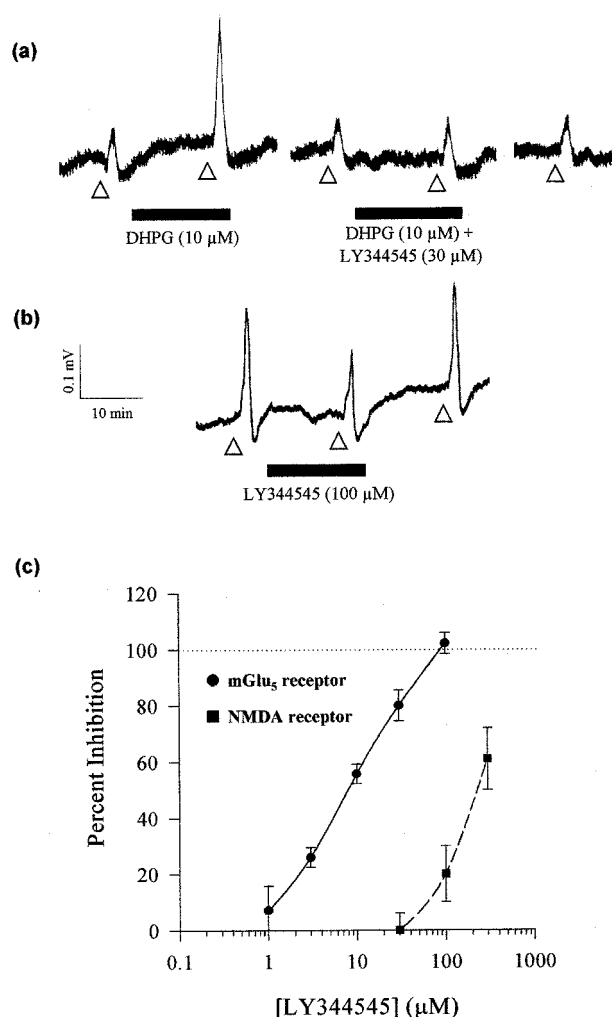 (a)
DHPG (10 µM)
DHPG (10 µM) +
LY344545 (30 µM)
(b)
0.1 mV
10 min
LY344545 (100 µM)
(c)
Percent Inhibition
120
100
80
60
40
20
0
mGlu5 receptor
NMDA receptor
0.1
1
10
100
1000
[LY344545] (µM)